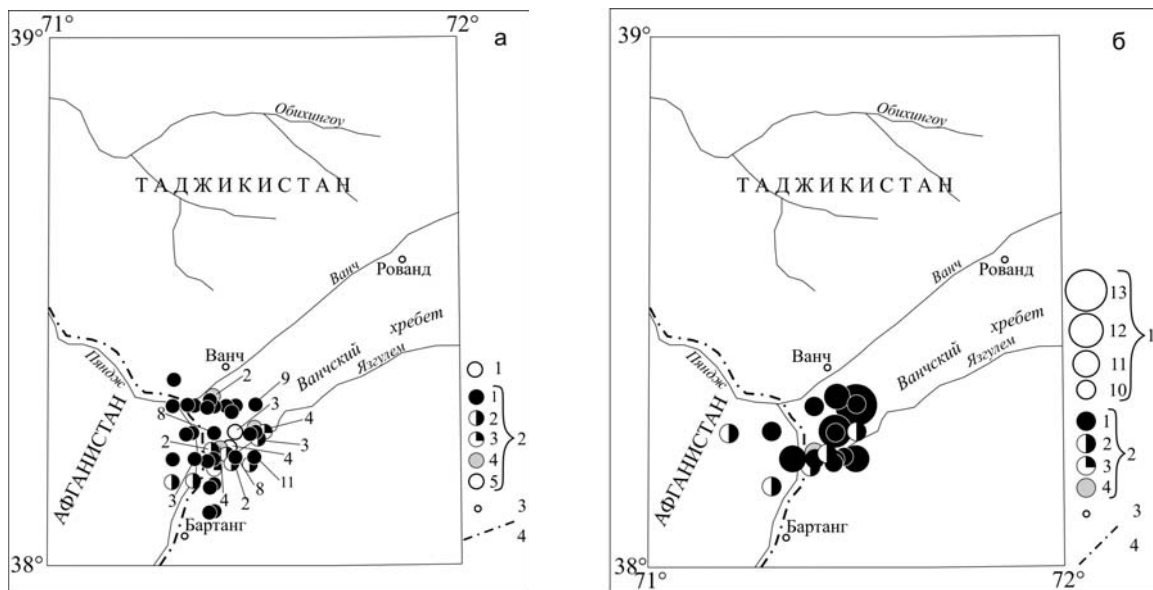 71°
72°
а
39°
Обихингоу
ТАДЖИКИСТАН
Ванч
Рованд
хребет
Ванчский
Язгулем
Ванч
Пяндж
АФГАНИСТАН
Бартанг
38°
2
9
8
3
4
2
3
4
3
4
2
8
11
1
1
2
3
4
5
2
3
4
б
39°
Обихингоу
ТАДЖИКИСТАН
Ванч
Рованд
хребет
Ванчский
Язгулем
Ванч
Пяндж
АФГАНИСТАН
Бартанг
38°
71°
72°
13
12
11
10
1
1
2
3
4
2
3
4